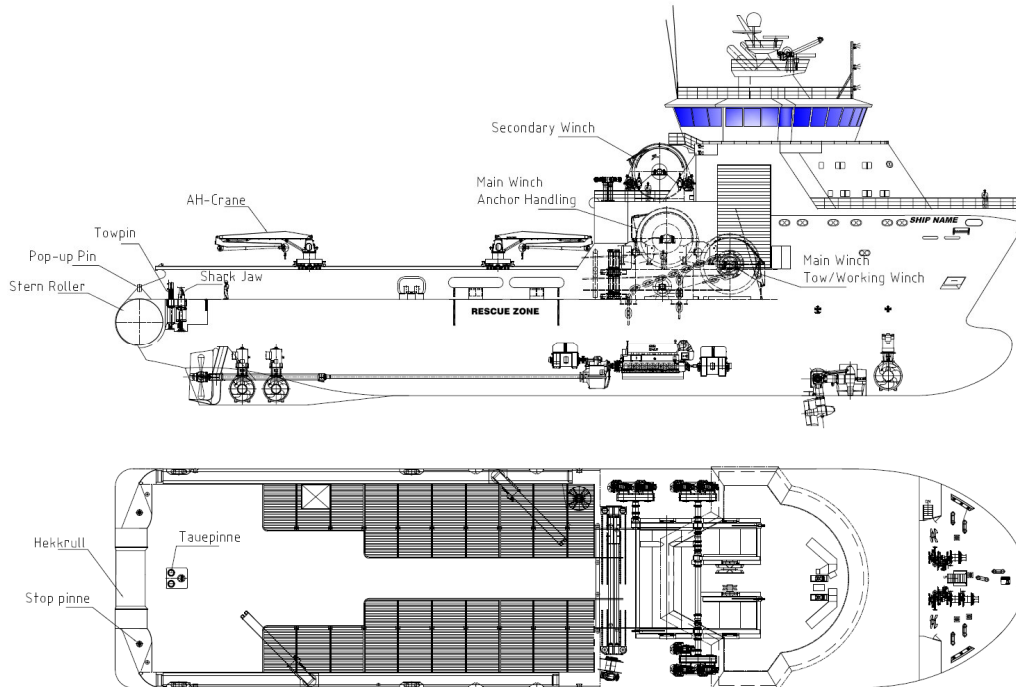 Secondary Winch
Main Winch
Anchor Handling
AH-Crane
Towpin
Pop-up Pin
Shark Jaw
Stern Roller
SHIP NAME
Main Winch
Tow/Working Winch
RESCUE ZONE
Hekkrull
Tauepinne
Stop pinne